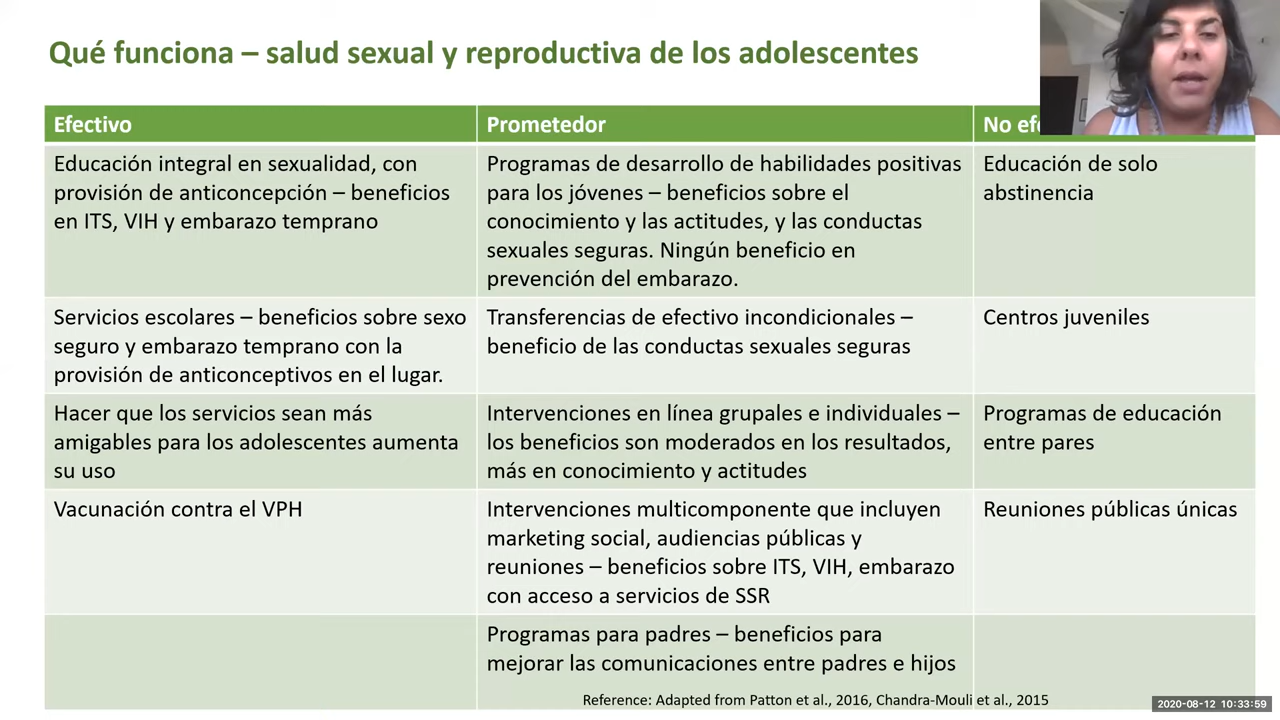 Qué funciona – salud sexual y reproductiva de los adolescentes
Efectivo
Prometedor
No
Educación integral en sexualidad, con
provisión de anticoncepción – beneficios
en ITS, VIH y embarazo temprano
Programas de desarrollo de habilidades positivas
para los jóvenes – beneficios sobre el
conocimiento y las actitudes, y las conductas
sexuales seguras. Ningún beneficio en
prevención del embarazo.
Educación de solo
abstinencia
Servicios escolares – beneficios sobre sexo
seguro y embarazo temprano con la
provisión de anticonceptivos en el lugar.
Transferencias de efectivo incondicionales –
beneficio de las conductas sexuales seguras
Centros juveniles
Hacer que los servicios sean más
amigables para los adolescentes aumenta
su uso
Intervenciones en línea grupales e individuales –
los beneficios son moderados en los resultados,
más en conocimiento y actitudes
Programas de educación
entre pares
Vacunación contra el VPH
Intervenciones multicomponente que incluyen
marketing social, audiencias públicas y
reuniones – beneficios sobre ITS, VIH, embarazo
con acceso a servicios de SSR
Reuniones públicas únicas
Programas para padres – beneficios para
mejorar las comunicaciones entre padres e hijos
Reference: Adapted from Patton et al., 2016, Chandra-Mouli et al., 2015
2020-08-12 10:33:59